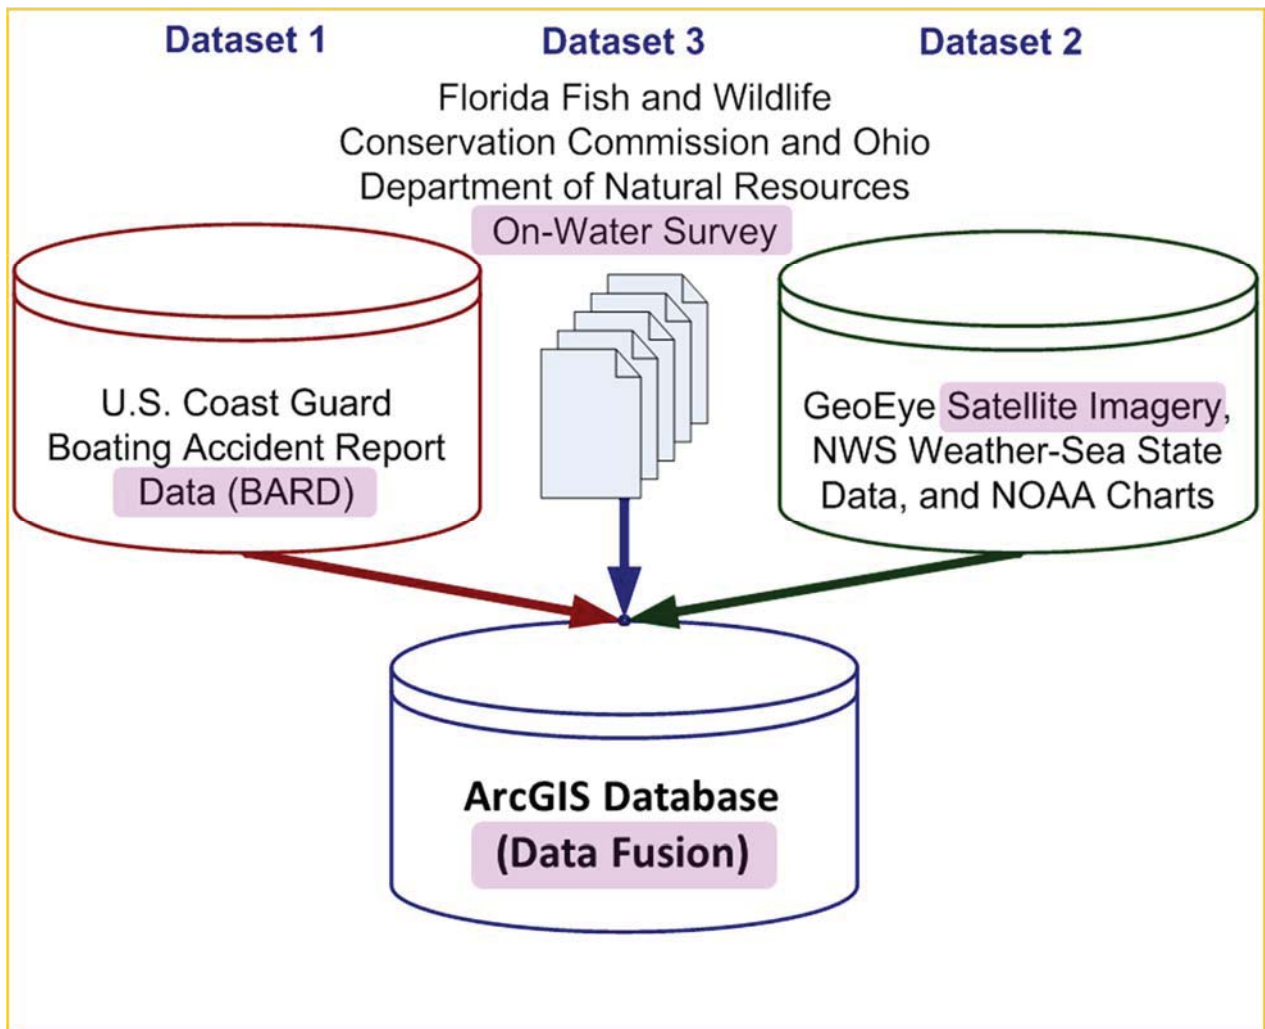 Dataset 1
Dataset 3
Dataset 2
Florida Fish and Wildlife
Conservation Commission and Ohio
Department of Natural Resources
On-Water Survey
U.S. Coast Guard
Boating Accident Report
Data (BARD)
GeoEye Satellite Imagery,
NWS Weather-Sea State
Data, and NOAA Charts
ArcGIS Database
(Data Fusion)